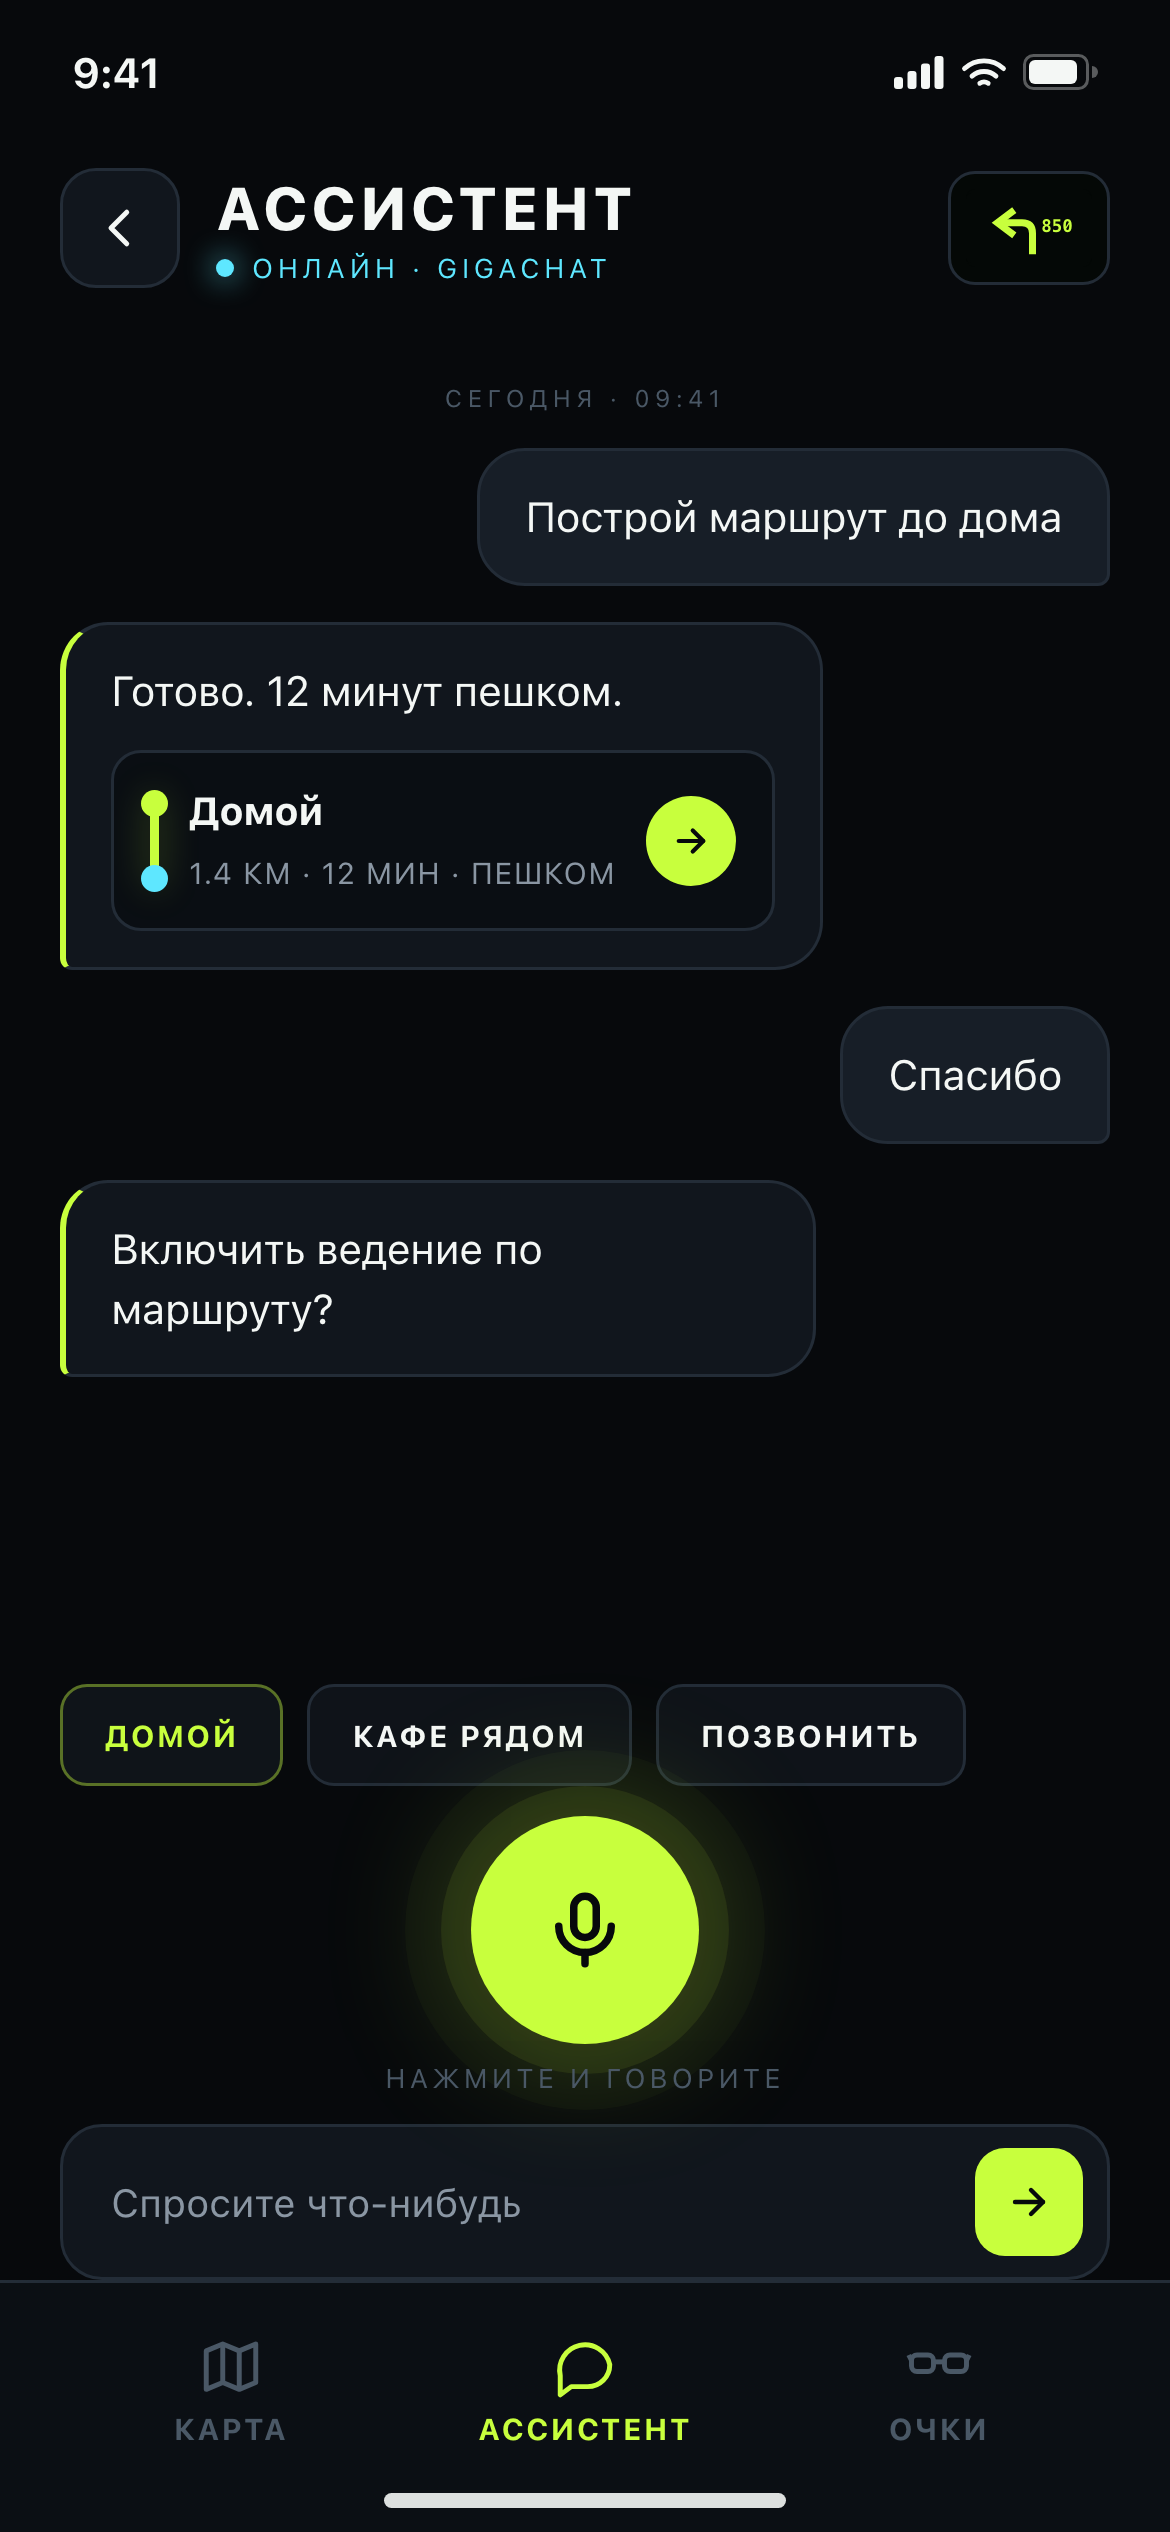 9:41
АССИСТЕНТ
ОНЛАЙН · GIGACHAT
850
СЕГОДНЯ · 09:41
Построй маршрут до дома
Готово. 12 минут пешком.
Домой
1.4 КМ · 12 МИН · ПЕШКОМ
Спасибо
Включить ведение по
маршруту?
ДОМОЙ
КАФЕ РЯДОМ
ПОЗВОНИТЬ
НАЖМИТЕ И ГОВОРИТЕ
Спросите что-нибудь
КАРТА
АССИСТЕНТ
ОЧКИ